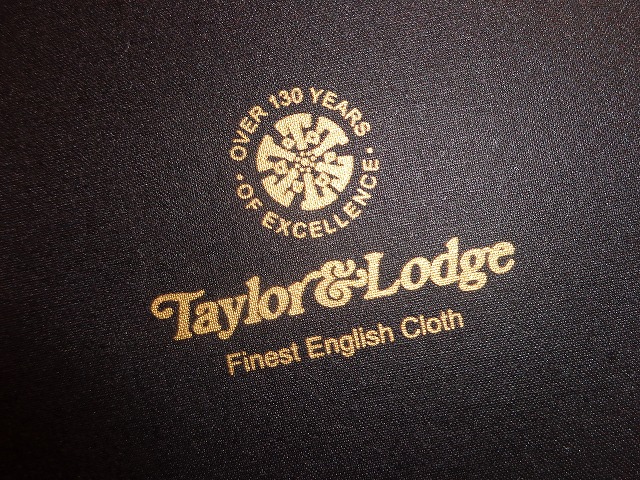 OVER 130 YEARS
• OF EXCELLENCE •
Taylor&Lodge
Finest English Cloth